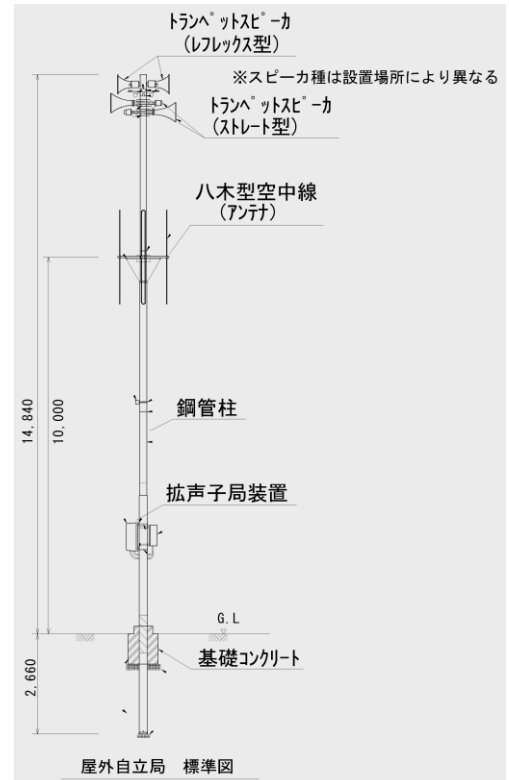 トランペットスピーカ
(レフレックス型)
※スピーカ種は設置場所により異なる
トランペットスピーカ
(ストレート型)
八木型空中線
(アンテナ)
14,840
10,000
鋼管柱
拡声子局装置
G.L
基礎コンクリート
2,660
屋外自立局 標準図